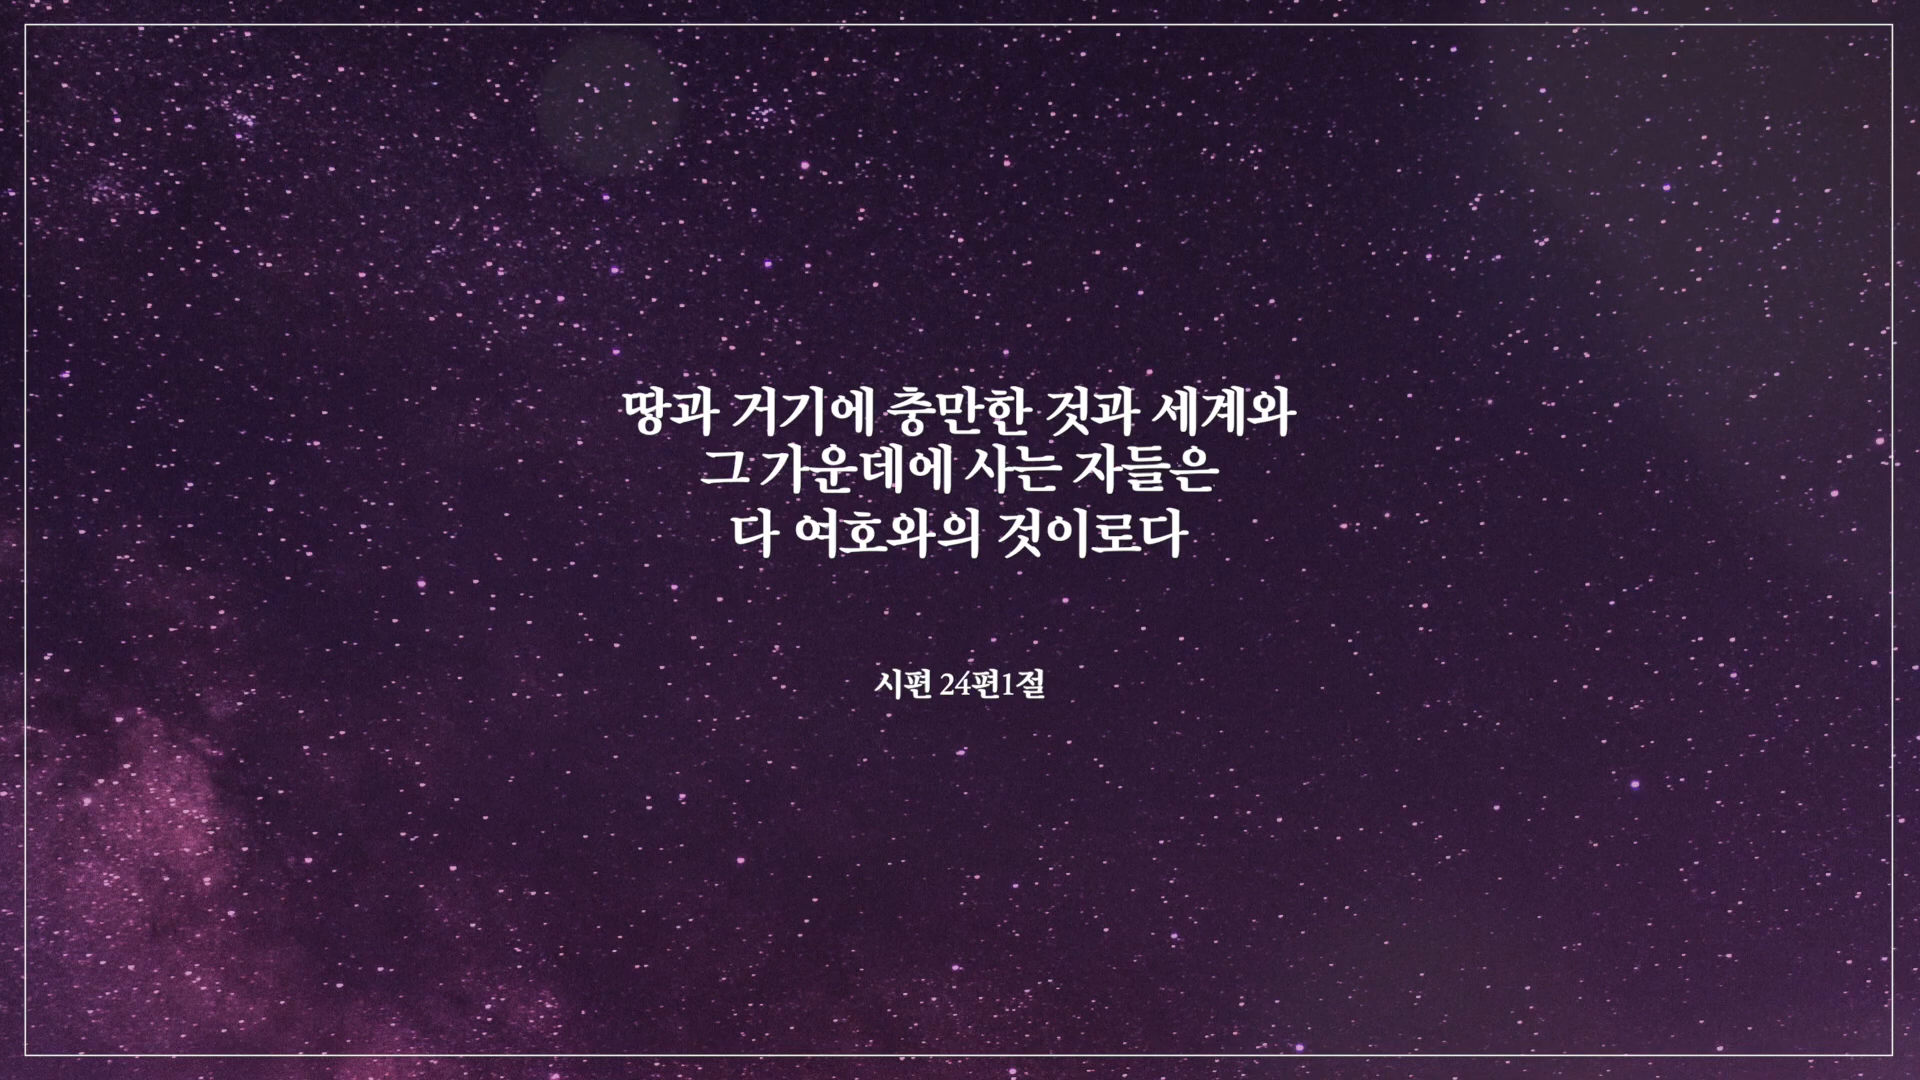 땅과 거기에 충만한 것과 세계와
그 가운데에 사는 자들은
다 여호와의 것이로다
시편 24편1절